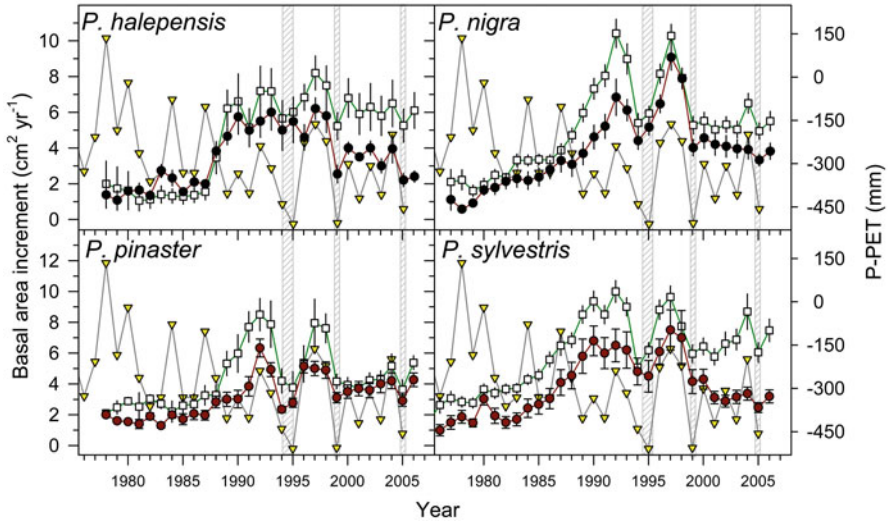 P. halepensis
P. nigra
10
8
6
4
2
0
150
0
-150
-300
-450
P. pinaster
P. sylvestris
12
10
8
6
4
2
0
150
0
-150
-300
-450
Basal area increment (cm² yr⁻¹)
P-PET (mm)
1980 1985 1990 1995 2000 2005 1980 1985 1990 1995 2000 2005
Year